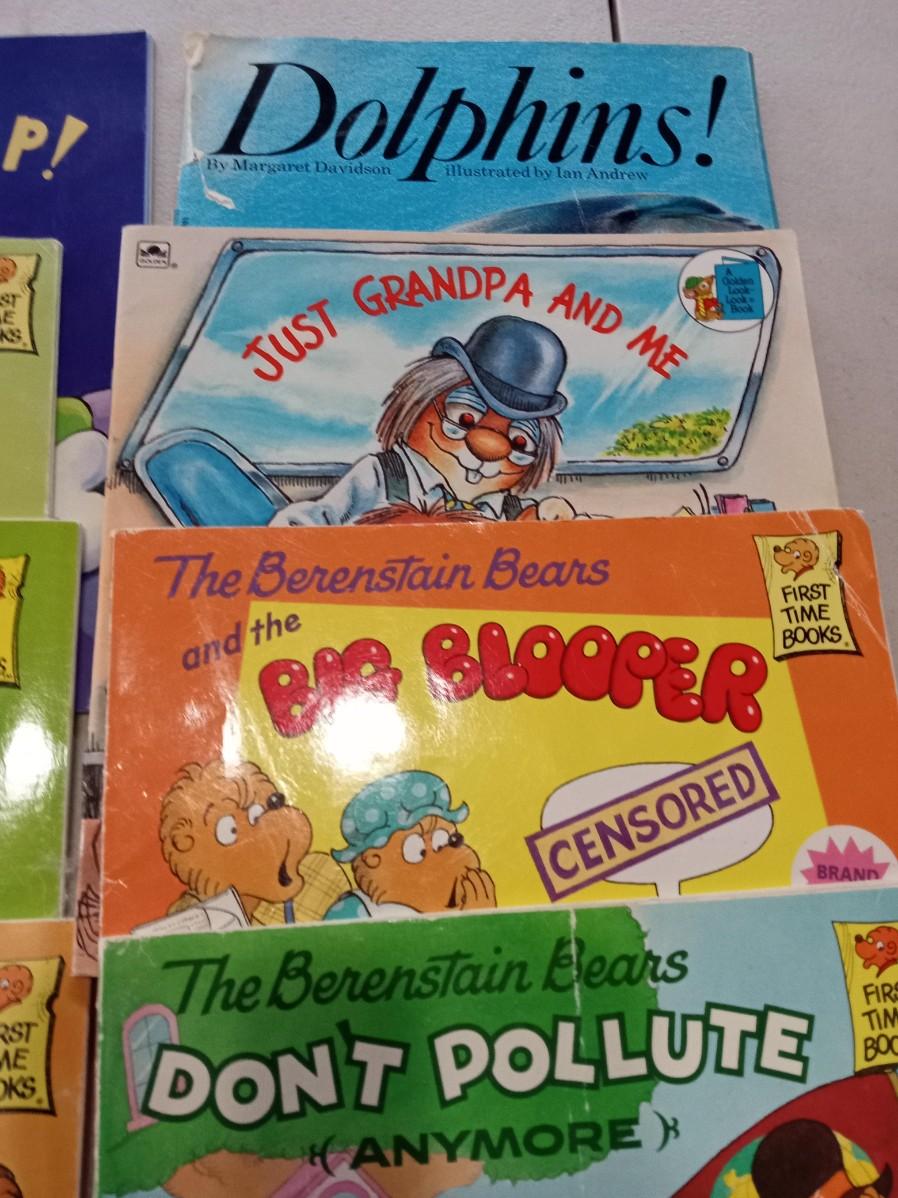 P!
Dolphins!
By Margaret Davidson illustrated by Ian Andrew
GOLDEN
JUST GRANDPA AND ME
A
Golden
Look-
Look
Book
The Berenstain Bears
and the
BIG BLOOPER
FIRST
TIME
BOOKS
CENSORED
BRAND
The Berenstain Bears
DON'T POLLUTE
(ANYMORE)